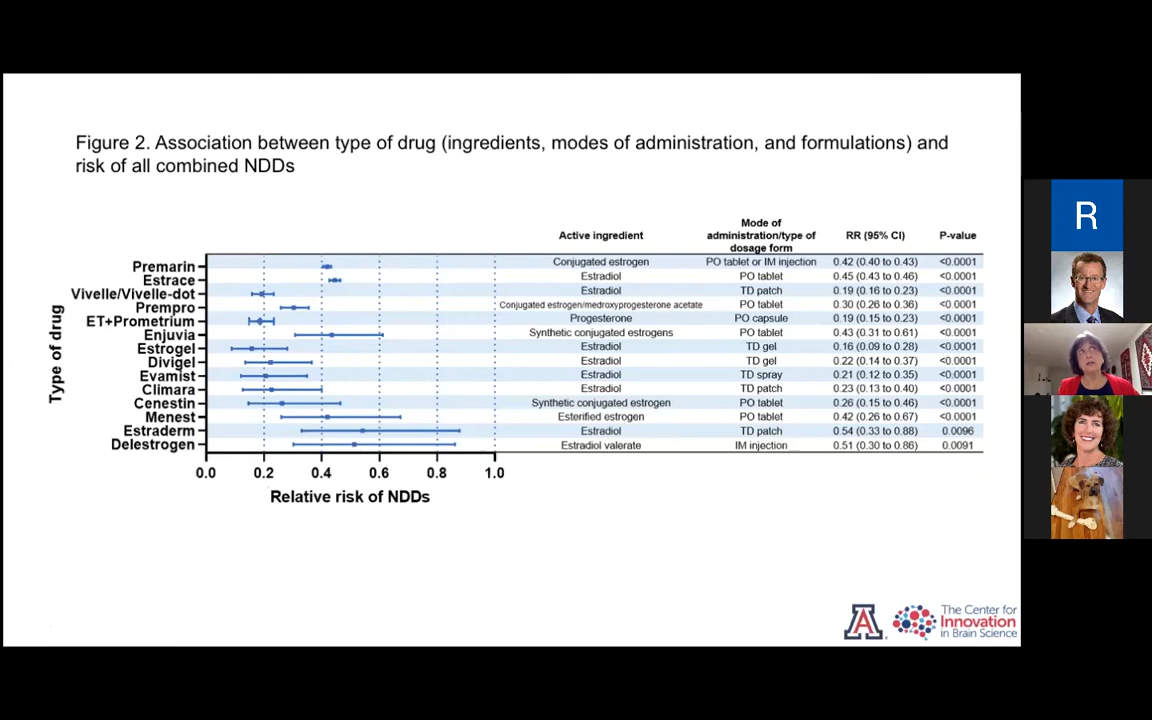 Figure 2. Association between type of drug (ingredients, modes of administration, and formulations) and
risk of all combined NDDs
Active ingredient
Mode of
administration/type of
dosage form
RR (95% CI)
P-value
Type of drug
Premarin Conjugated estrogen PO tablet or IM injection 0.42 (0.40 to 0.43) <0.0001
Estrace Estradiol PO tablet 0.45 (0.43 to 0.46) <0.0001
Vivelle/Vivelle-dot Estradiol TD patch 0.19 (0.16 to 0.23) <0.0001
Prempro Conjugated estrogen/medroxyprogesterone acetate PO tablet 0.30 (0.26 to 0.36) <0.0001
ET+Prometrium Progesterone PO capsule 0.19 (0.15 to 0.23) <0.0001
Enjuvia Synthetic conjugated estrogens PO tablet 0.43 (0.31 to 0.61) <0.0001
Estrogel Estradiol TD gel 0.16 (0.09 to 0.28) <0.0001
Divigel Estradiol TD gel 0.22 (0.14 to 0.37) <0.0001
Evamist Estradiol TD spray 0.21 (0.12 to 0.35) <0.0001
Climara Estradiol TD patch 0.23 (0.13 to 0.40) <0.0001
Cenestin Synthetic conjugated estrogen PO tablet 0.26 (0.15 to 0.46) <0.0001
Menest Esterified estrogen PO tablet 0.42 (0.26 to 0.67) <0.0001
Estraderm Estradiol TD patch 0.54 (0.33 to 0.88) 0.0096
Delestrogen Estradiol valerate IM injection 0.51 (0.30 to 0.86) 0.0091
0.0 0.2 0.4 0.6 0.8 1.0
Relative risk of NDDs
R
A
The Center for
Innovation
in Brain Science